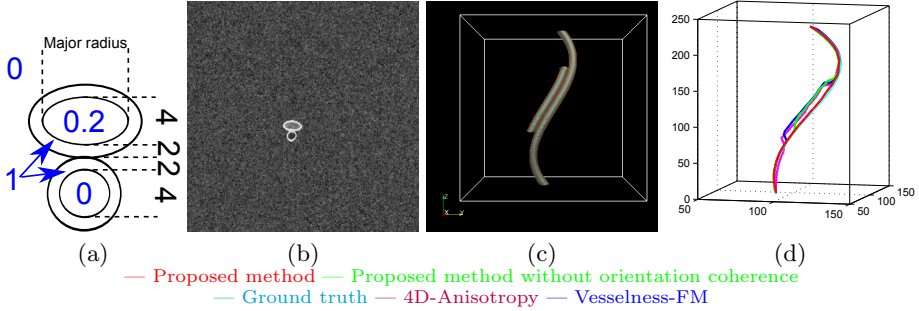 Major radius
0
0.2
4
2
2
4
1
0
250
200
150
100
50
0
50
100
150
50
100
150
z
x
y
(a)
(b)
(c)
(d)
— Proposed method — Proposed method without orientation coherence
— Ground truth — 4D-Anisotropy — Vesselness-FM